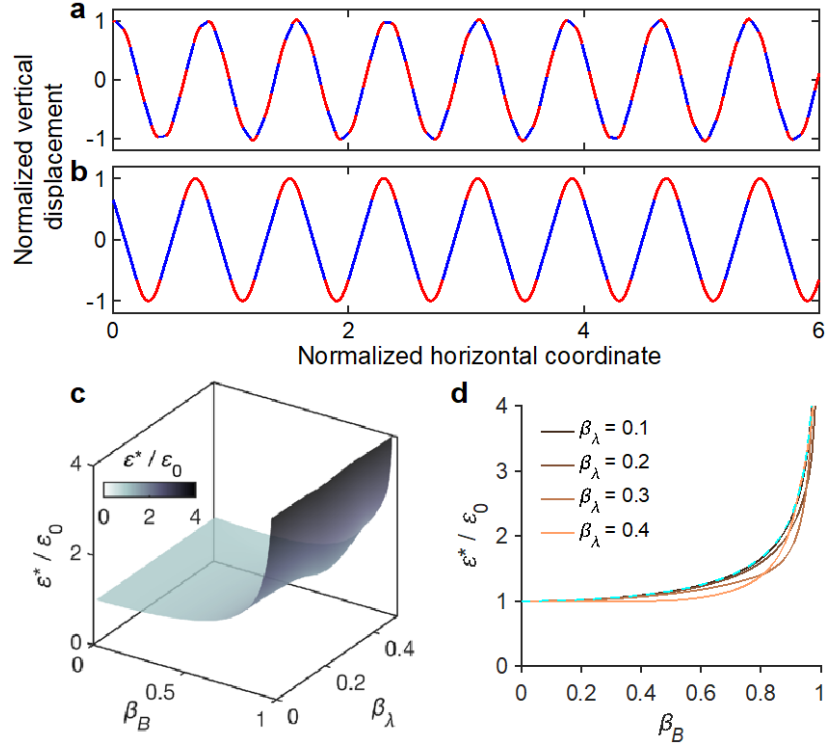 a
1
0
-1
b
1
0
-1
Normalized vertical
displacement
0
2
4
6
Normalized horizontal coordinate
c
4
2
0
ε* / ε0
ε* / ε0
0 2 4
0
0.5
1
βB
0
0.2
0.4
βλ
d
4
3
2
1
0
ε* / ε0
βλ = 0.1
βλ = 0.2
βλ = 0.3
βλ = 0.4
0 0.2 0.4 0.6 0.8 1
βB